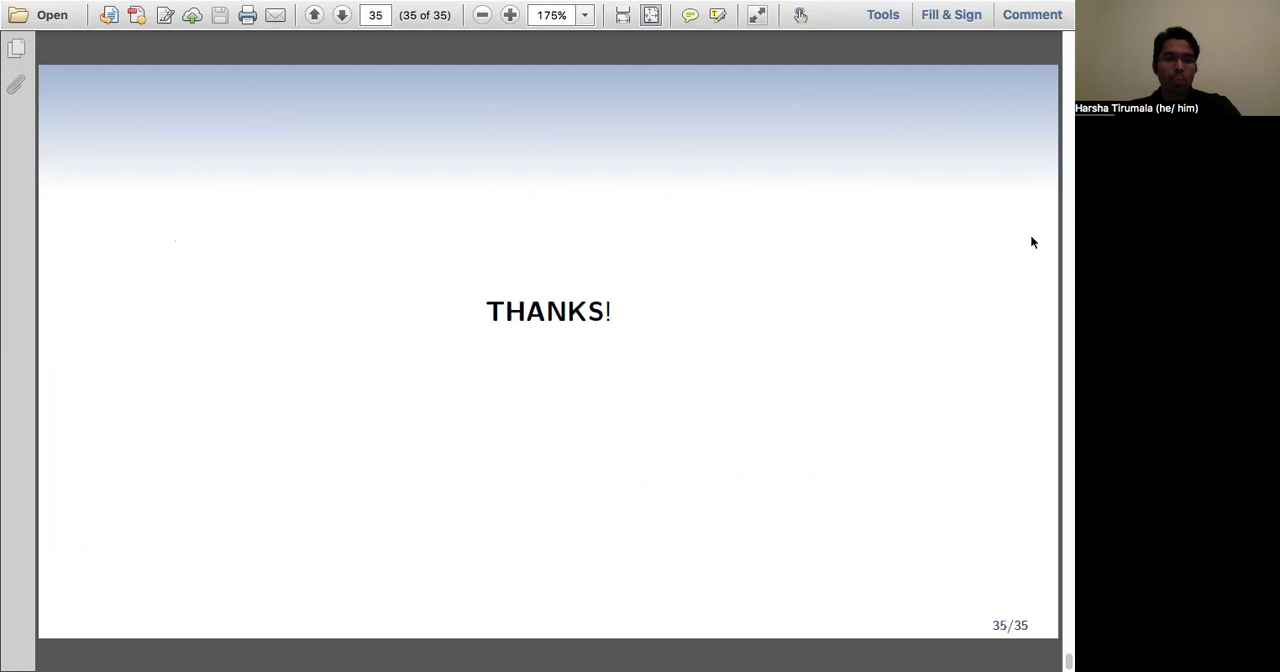 Open
35
(35 of 35)
175%
Tools
Fill & Sign
Comment
Harsha Tirumala (he/ him)
THANKS!
35/35